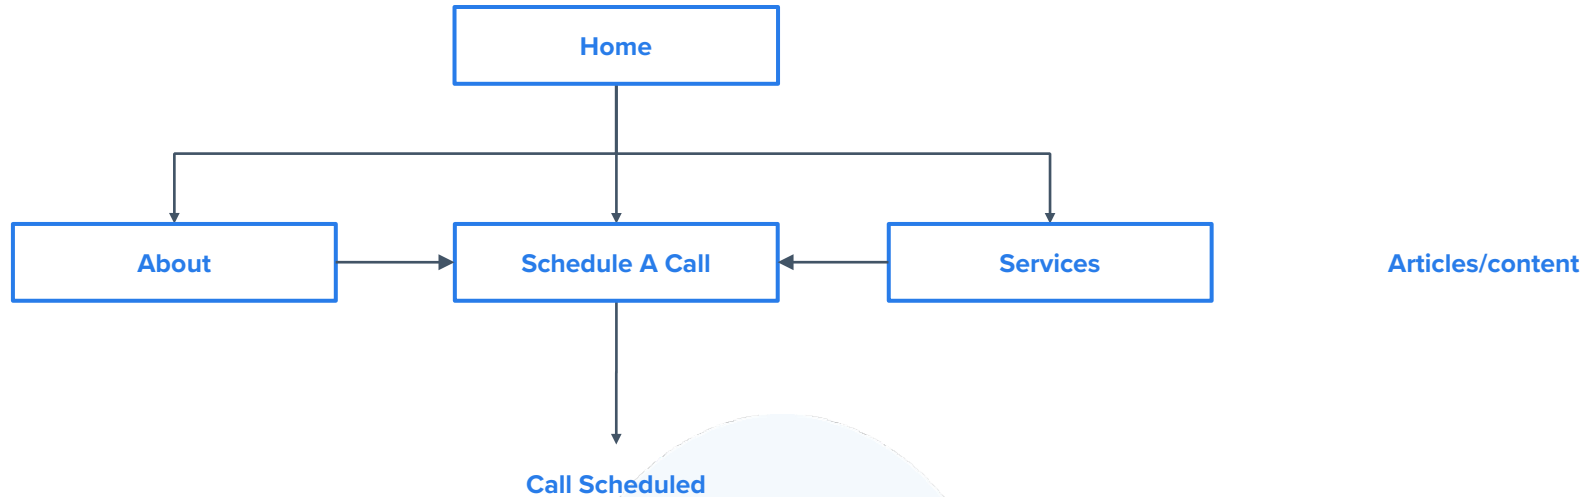 Home
About
Schedule A Call
Services
Articles/content
Call Scheduled